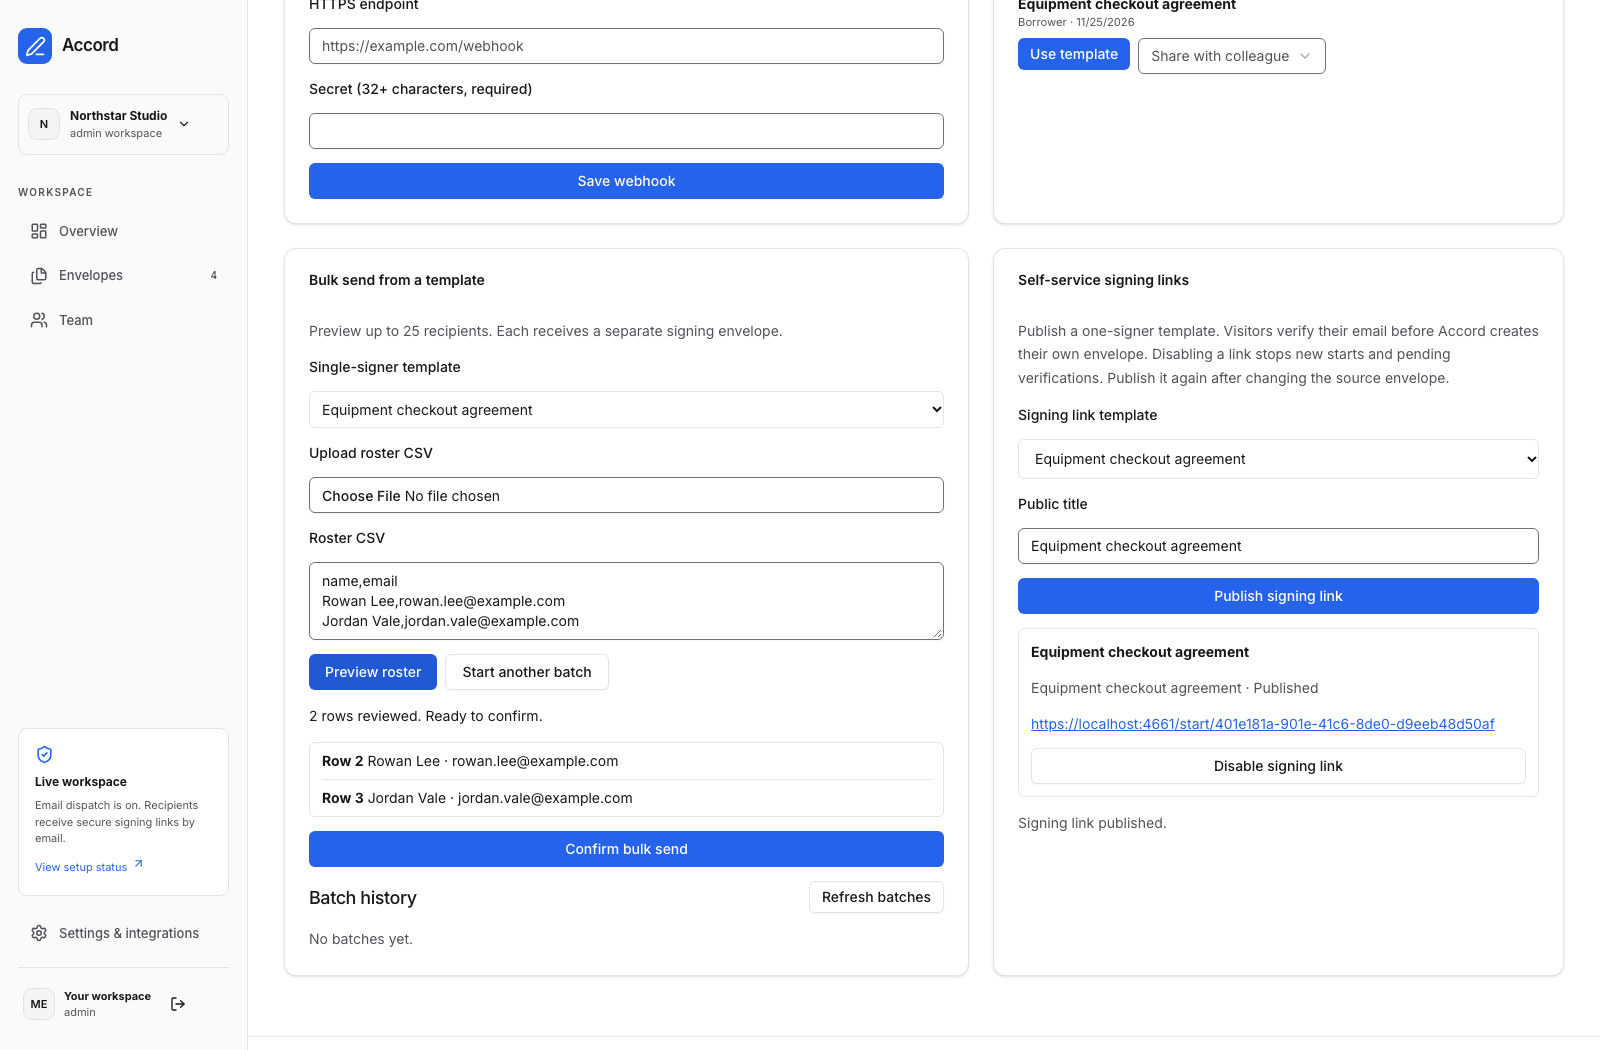 Accord
N
Northstar Studio
admin workspace
WORKSPACE
Overview
Envelopes
4
Team
Live workspace
Email dispatch is on. Recipients
receive secure signing links by
email.
View setup status
Settings & integrations
ME
Your workspace
admin
HTTPS endpoint
https://example.com/webhook
Secret (32+ characters, required)
Save webhook
Equipment checkout agreement
Borrower · 11/25/2026
Use template
Share with colleague
Bulk send from a template
Preview up to 25 recipients. Each receives a separate signing envelope.
Single-signer template
Equipment checkout agreement
Upload roster CSV
Choose File No file chosen
Roster CSV
name,email
Rowan Lee,rowan.lee@example.com
Jordan Vale,jordan.vale@example.com
Preview roster
Start another batch
2 rows reviewed. Ready to confirm.
Row 2 Rowan Lee · rowan.lee@example.com
Row 3 Jordan Vale · jordan.vale@example.com
Confirm bulk send
Batch history
Refresh batches
No batches yet.
Self-service signing links
Publish a one-signer template. Visitors verify their email before Accord creates
their own envelope. Disabling a link stops new starts and pending
verifications. Publish it again after changing the source envelope.
Signing link template
Equipment checkout agreement
Public title
Equipment checkout agreement
Publish signing link
Equipment checkout agreement
Equipment checkout agreement · Published
https://localhost:4661/start/401e181a-901e-41c6-8de0-d9eeb48d50af
Disable signing link
Signing link published.